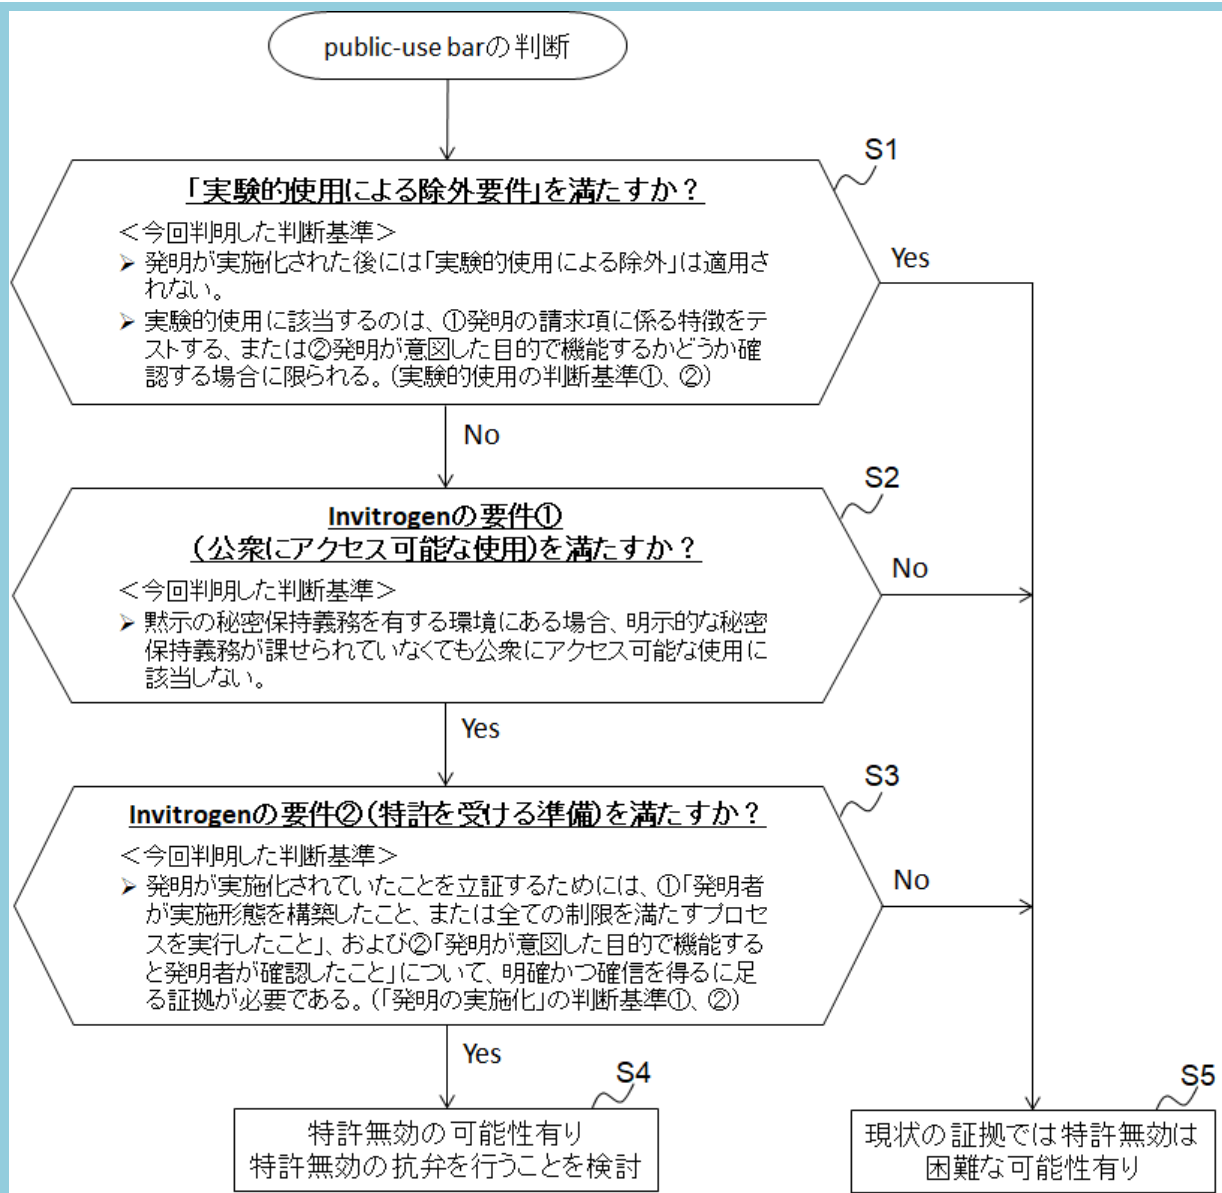 public-use barの判断
S1
「実験的使用による除外要件」を満たすか？
＜今回判明した判断基準＞
➢ 発明が実施化された後には「実験的使用による除外」は適用さ
れない。
➢ 実験的使用に該当するのは、①発明の請求項に係る特徴をテ
ストする、または②発明が意図した目的で機能するかどうか確
認する場合に限られる。（実験的使用の判断基準①、②）
Yes
No
S2
Invitrogenの要件①
（公衆にアクセス可能な使用）を満たすか？
＜今回判明した判断基準＞
➢ 黙示の秘密保持義務を有する環境にある場合、明示的な秘密
保持義務が課せられていなくても公衆にアクセス可能な使用に
該当しない。
No
Yes
S3
Invitrogenの要件②（特許を受ける準備）を満たすか？
＜今回判明した判断基準＞
➢ 発明が実施化されていたことを立証するためには、①「発明者
が実施形態を構築したこと、または全ての制限を満たすプロセ
スを実行したこと」、および②「発明が意図した目的で機能する
と発明者が確認したこと」について、明確かつ確信を得るに足
る証拠が必要である。（「発明の実施化」の判断基準①、②）
No
Yes
S4
特許無効の可能性有り
特許無効の抗弁を行うことを検討
S5
現状の証拠では特許無効は
困難な可能性有り